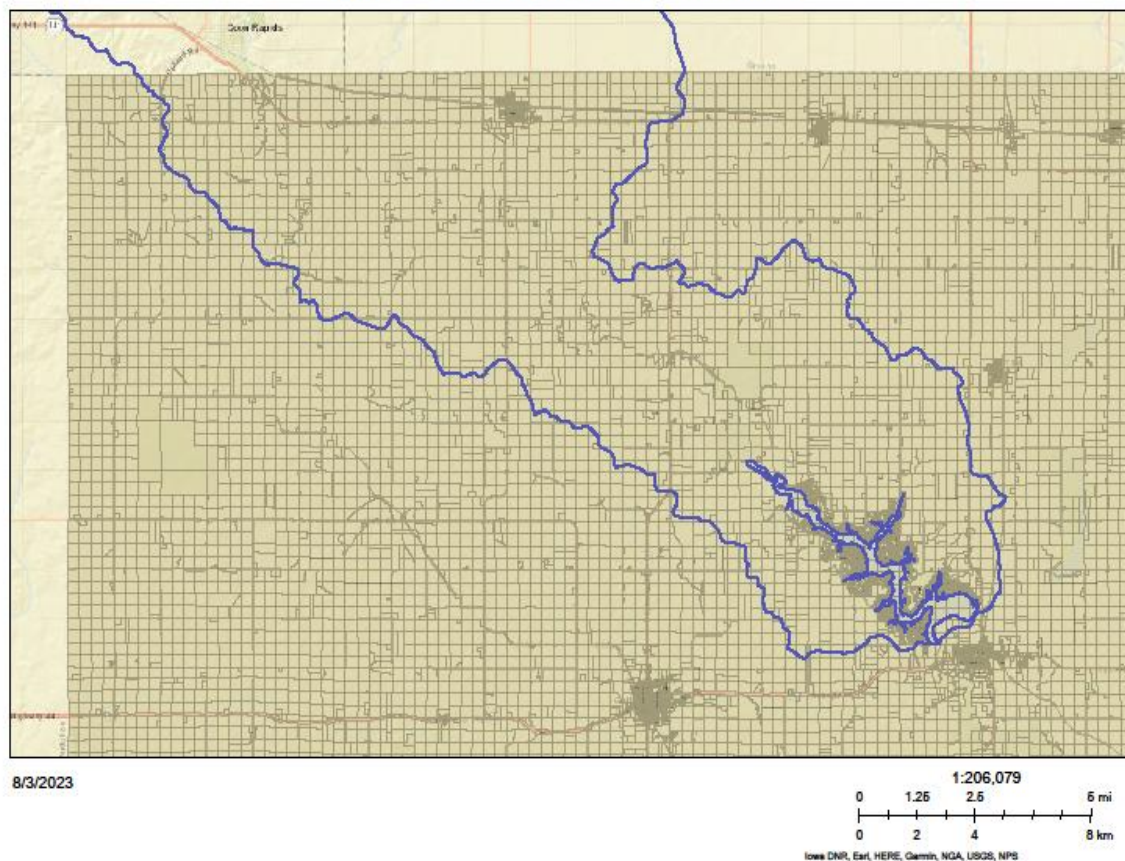 Coon Rapids
8/3/2023
1:206,079
0 1.25 2.5 5 mi
0 2 4 8 km
Iowa DNR, Esri, HERE, Garmin, NGA, USGS, NPS